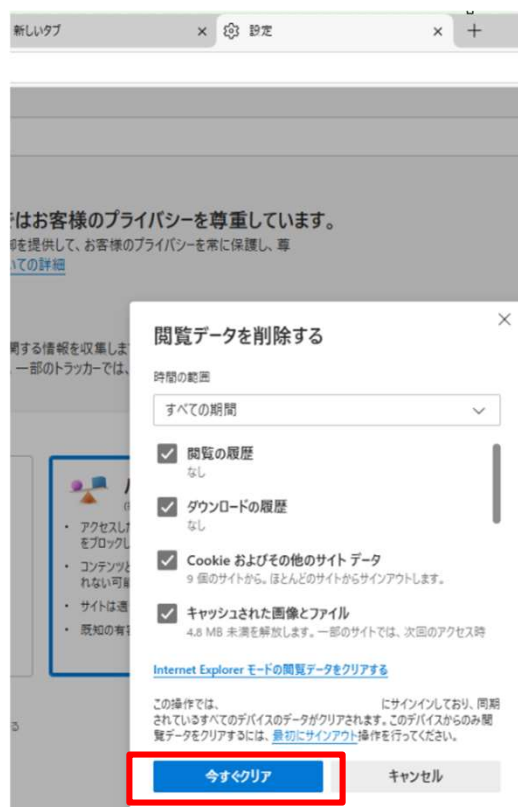 新しいタブ
設定
はお客様のプライバシーを尊重しています。
を提供して、お客様のプライバシーを常に保護し、尊
いての詳細
関する情報を収集しま
一部のトラッカーでは、
アクセスした
をブロックし
コンテンツと
れない可能
サイトは適
既知の有害
る
閲覧データを削除する
時間の範囲
すべての期間
閲覧の履歴
なし
ダウンロードの履歴
なし
Cookie およびその他のサイト データ
9 個のサイトから。ほとんどのサイトからサインアウトします。
キャッシュされた画像とファイル
4.8 MB 未満を解放します。一部のサイトでは、次回のアクセス時
Internet Explorer モードの閲覧データをクリアする
この操作では、 にサインインしており、同期
されているすべてのデバイスのデータがクリアされます。このデバイスからのみ閲
覧データをクリアするには、最初にサインアウト操作を行ってください。
今すぐクリア
キャンセル